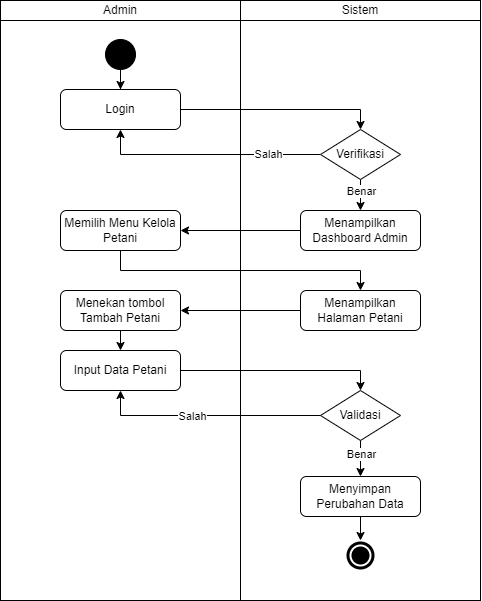 Admin
Sistem
Login
Verifikasi
Salah
Benar
Menampilkan
Dashboard Admin
Memilih Menu Kelola
Petani
Menampilkan
Halaman Petani
Menekan tombol
Tambah Petani
Input Data Petani
Validasi
Salah
Benar
Menyimpan
Perubahan Data